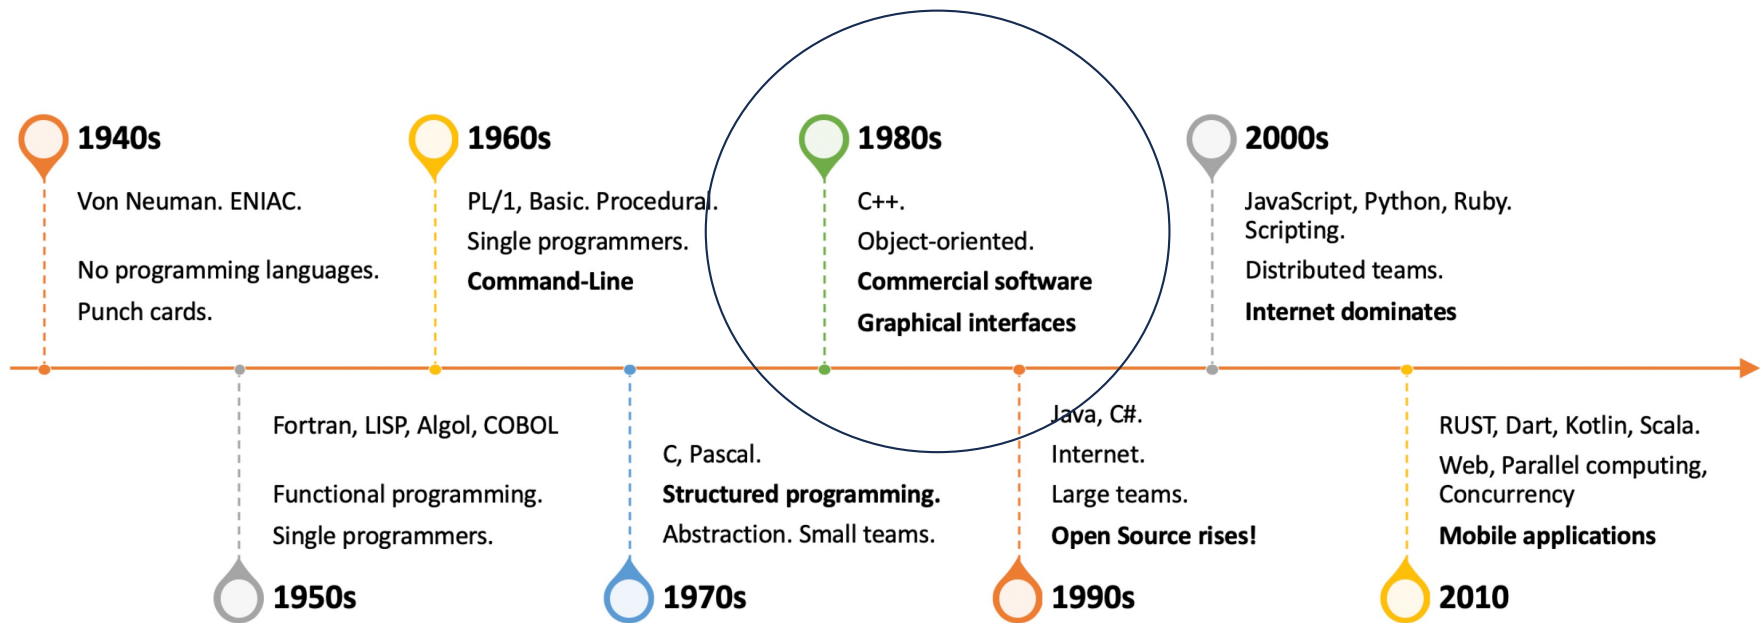 1940s
Von Neuman. ENIAC.
No programming languages.
Punch cards.
1960s
PL/1, Basic. Procedural.
Single programmers.
Command-Line
1980s
C++.
Object-oriented.
Commercial software
Graphical interfaces
2000s
JavaScript, Python, Ruby.
Scripting.
Distributed teams.
Internet dominates
Fortran, LISP, Algol, COBOL
Functional programming.
Single programmers.
1950s
C, Pascal.
Structured programming.
Abstraction. Small teams.
1970s
Java, C#.
Internet.
Large teams.
Open Source rises!
1990s
RUST, Dart, Kotlin, Scala.
Web, Parallel computing,
Concurrency
Mobile applications
2010